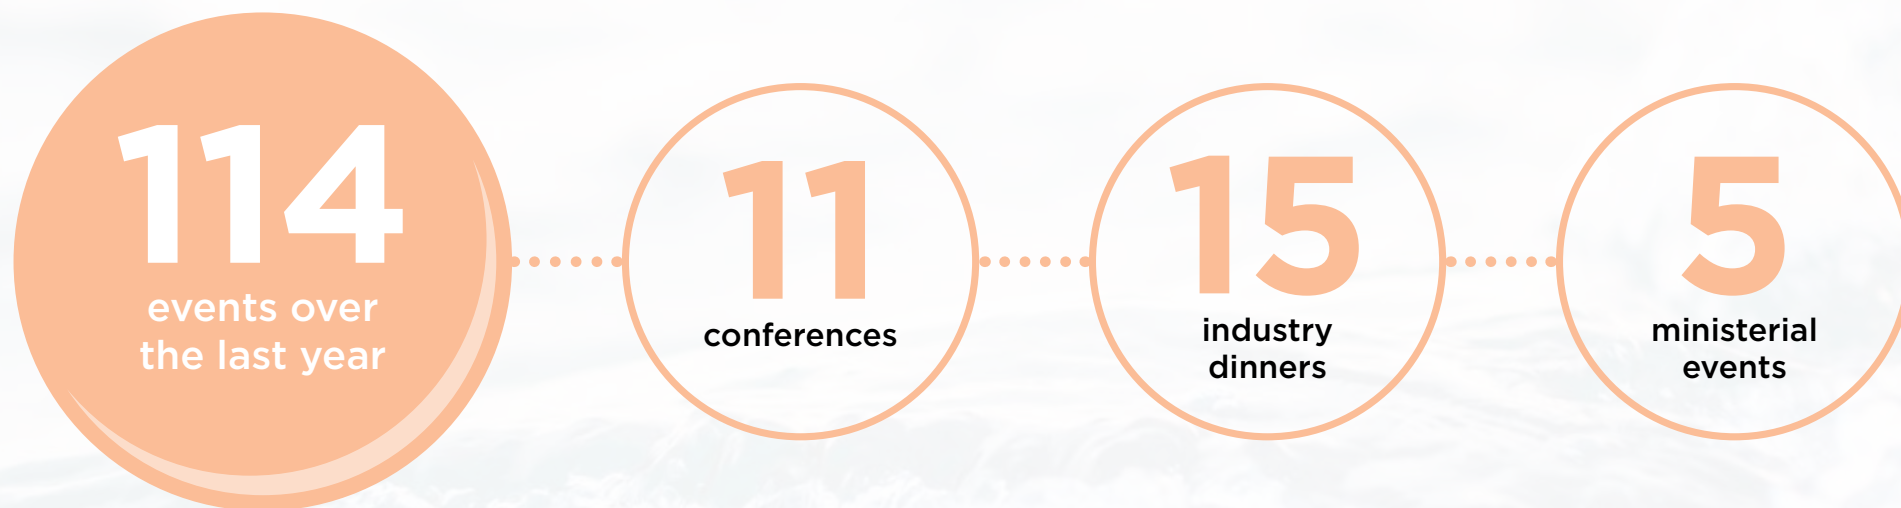 114
events over
the last year
11
conferences
15
industry
dinners
5
ministerial
events